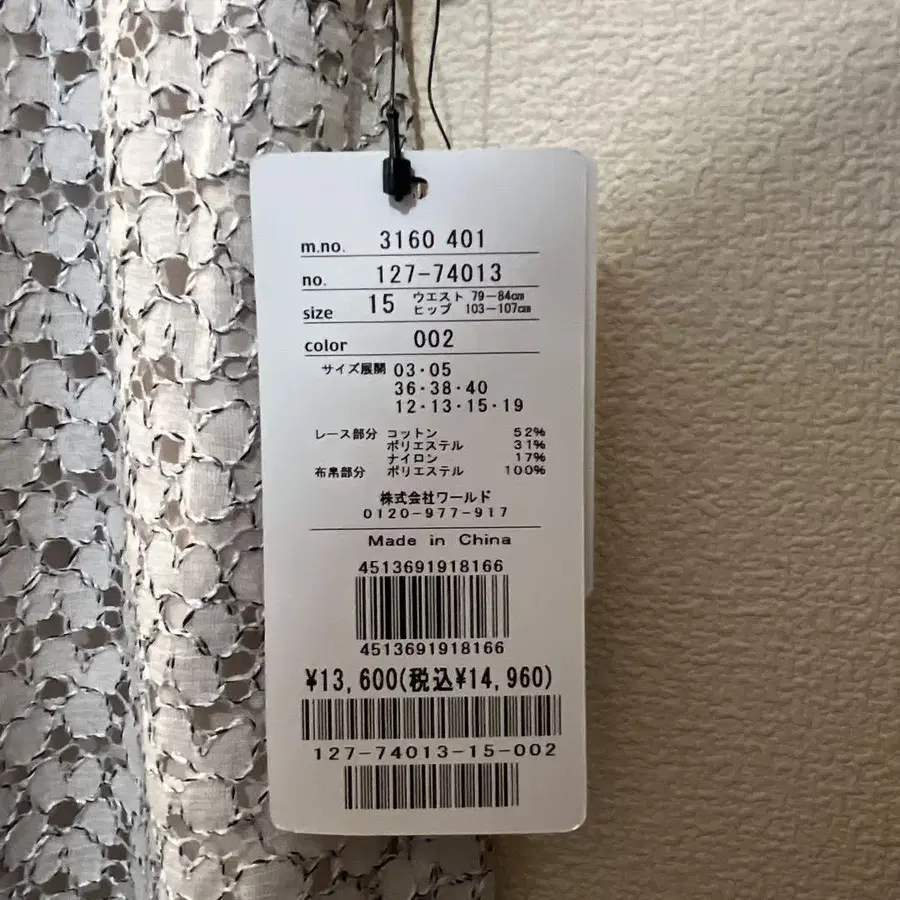 m.no. 3160 401
no. 127-74013
size 15 ウエスト 79−84㎝
ヒップ 103−107㎝
color 002
サイズ展開 03・05
36・38・40
12・13・15・19
レース部分 コットン 52%
ポリエステル 31%
ナイロン 17%
布帛部分 ポリエステル 100%
株式会社ワールド
0120-977-917
Made in China
4513691918166
4513691918166
¥13,600(税込¥14,960)
127-74013-15-002